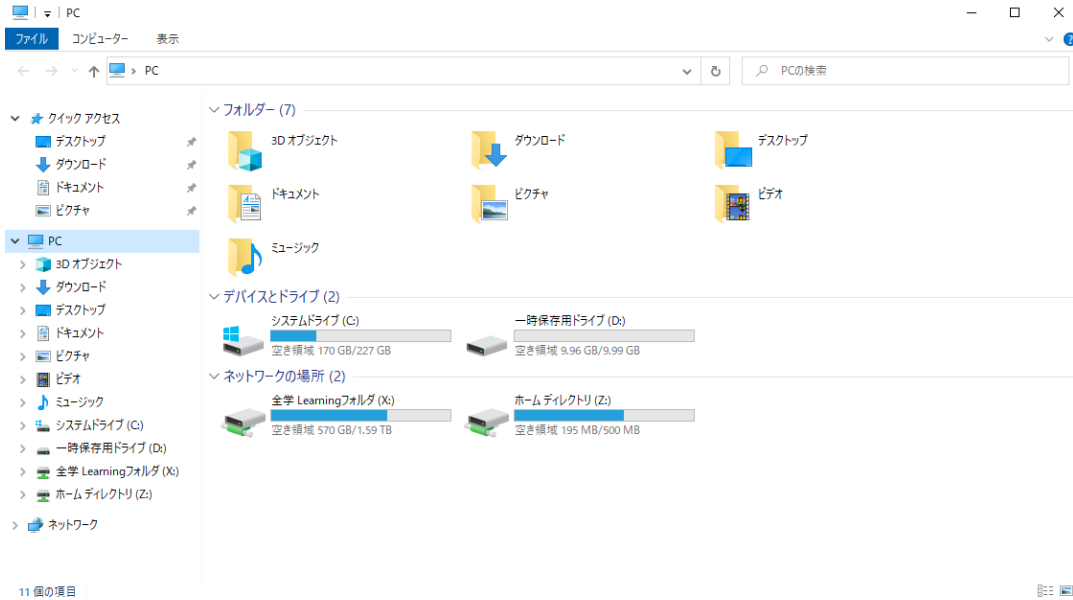 PC
ファイル
コンピューター
表示
PC
PCの検索
クイック アクセス
デスクトップ
ダウンロード
ドキュメント
ピクチャ
PC
3D オブジェクト
ダウンロード
デスクトップ
ドキュメント
ピクチャ
ビデオ
ミュージック
システムドライブ (C:)
一時保存用ドライブ (D:)
全学 Learningフォルダ (X:)
ホーム ディレクトリ (Z:)
ネットワーク
フォルダー (7)
3D オブジェクト
ダウンロード
デスクトップ
ドキュメント
ピクチャ
ビデオ
ミュージック
デバイスとドライブ (2)
システムドライブ (C:)
空き領域 170 GB/227 GB
一時保存用ドライブ (D:)
空き領域 9.96 GB/9.99 GB
ネットワークの場所 (2)
全学 Learningフォルダ (X:)
空き領域 570 GB/1.59 TB
ホーム ディレクトリ (Z:)
空き領域 195 MB/500 MB
11 個の項目